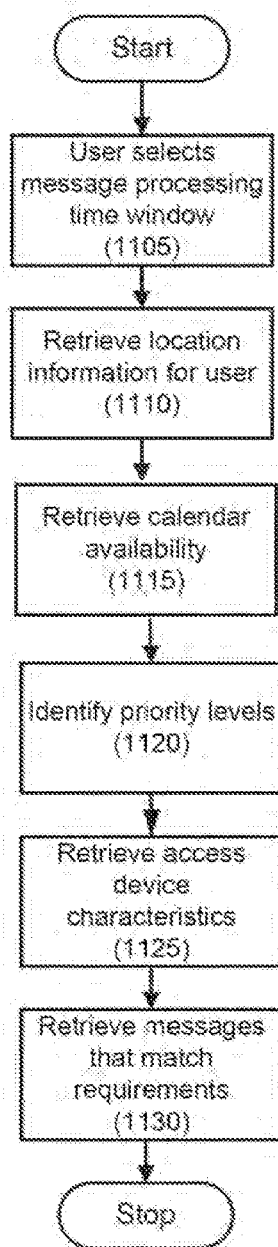 Start
User selects
message processing
time window
(1105)
Retrieve location
information for user
(1110)
Retrieve calendar
availability
(1115)
Identify priority levels
(1120)
Retrieve access
device
characteristics
(1125)
Retrieve messages
that match
requirements
(1130)
Stop